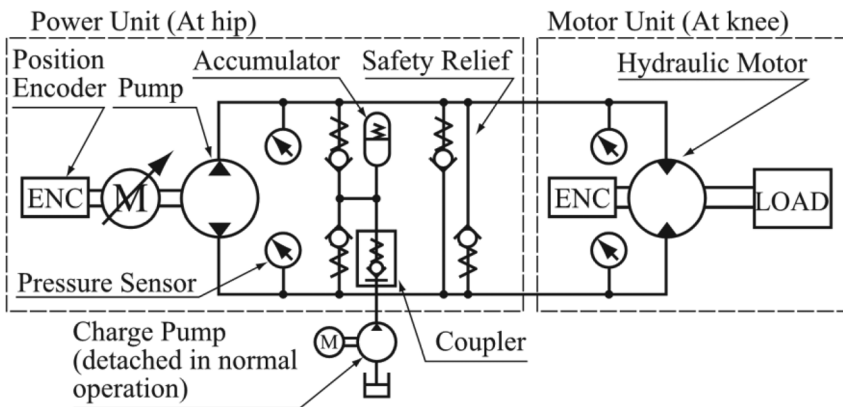 Power Unit (At hip)
Motor Unit (At knee)
Position
Encoder
Pump
Accumulator
Safety Relief
Hydraulic Motor
ENC
M
ENC
LOAD
Pressure Sensor
Charge Pump
(detached in normal
operation)
M
Coupler